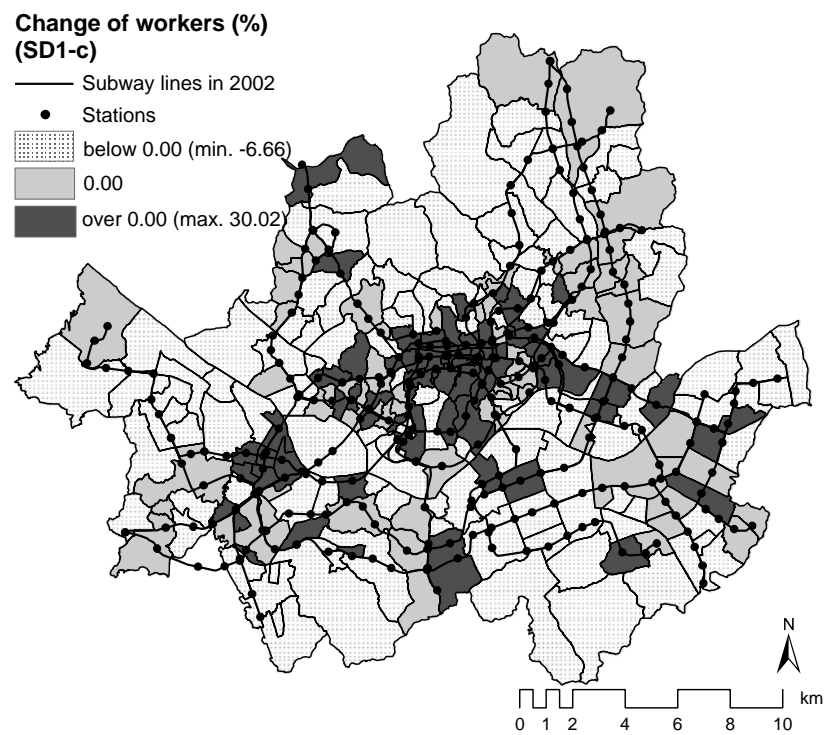 Change of workers (%)
(SD1-c)
Subway lines in 2002
Stations
below 0.00 (min. -6.66)
0.00
over 0.00 (max. 30.02)
N
km
0 1 2 4 6 8 10